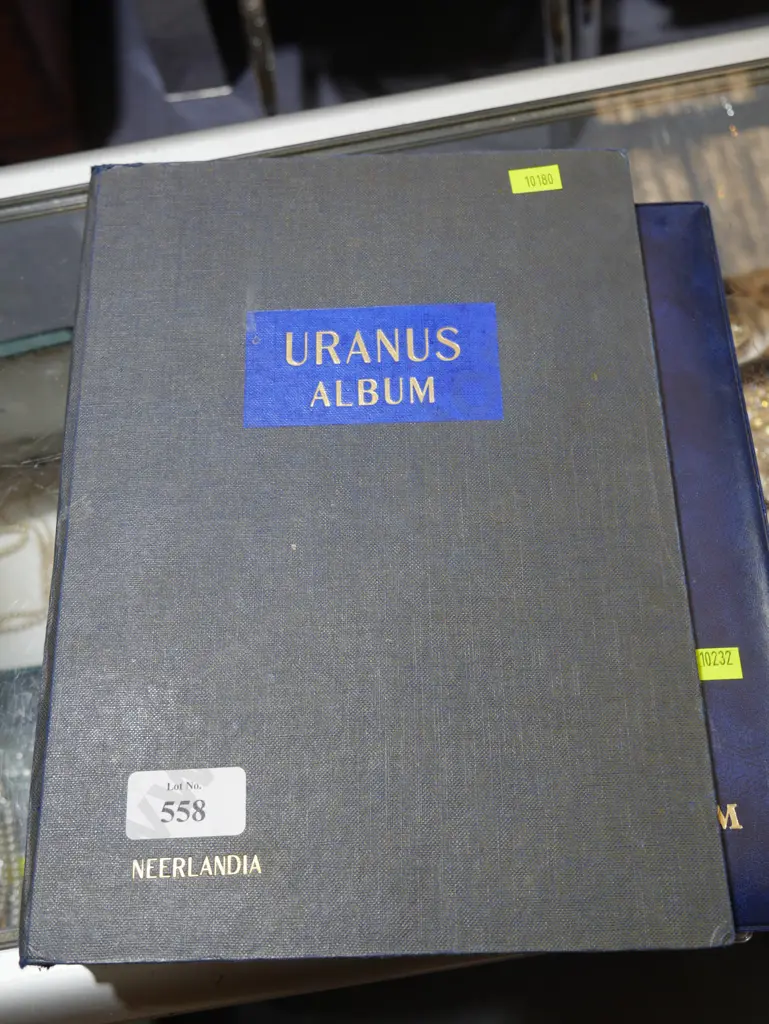 10180
URANUS
ALBUM
10232
Lot No.
558
M
NEERLANDIA